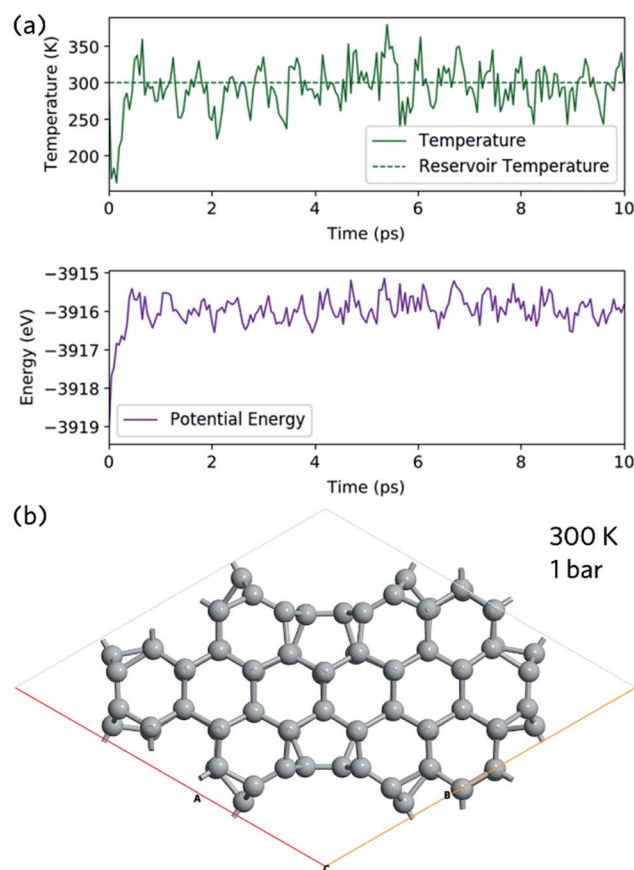 (a)
Temperature (K)
350
300
250
200
Temperature
Reservoir Temperature
0 2 4 6 8 10
Time (ps)
Energy (eV)
−3915
−3916
−3917
−3918
−3919
Potential Energy
0 2 4 6 8 10
Time (ps)
(b)
300 K
1 bar
A
B
C